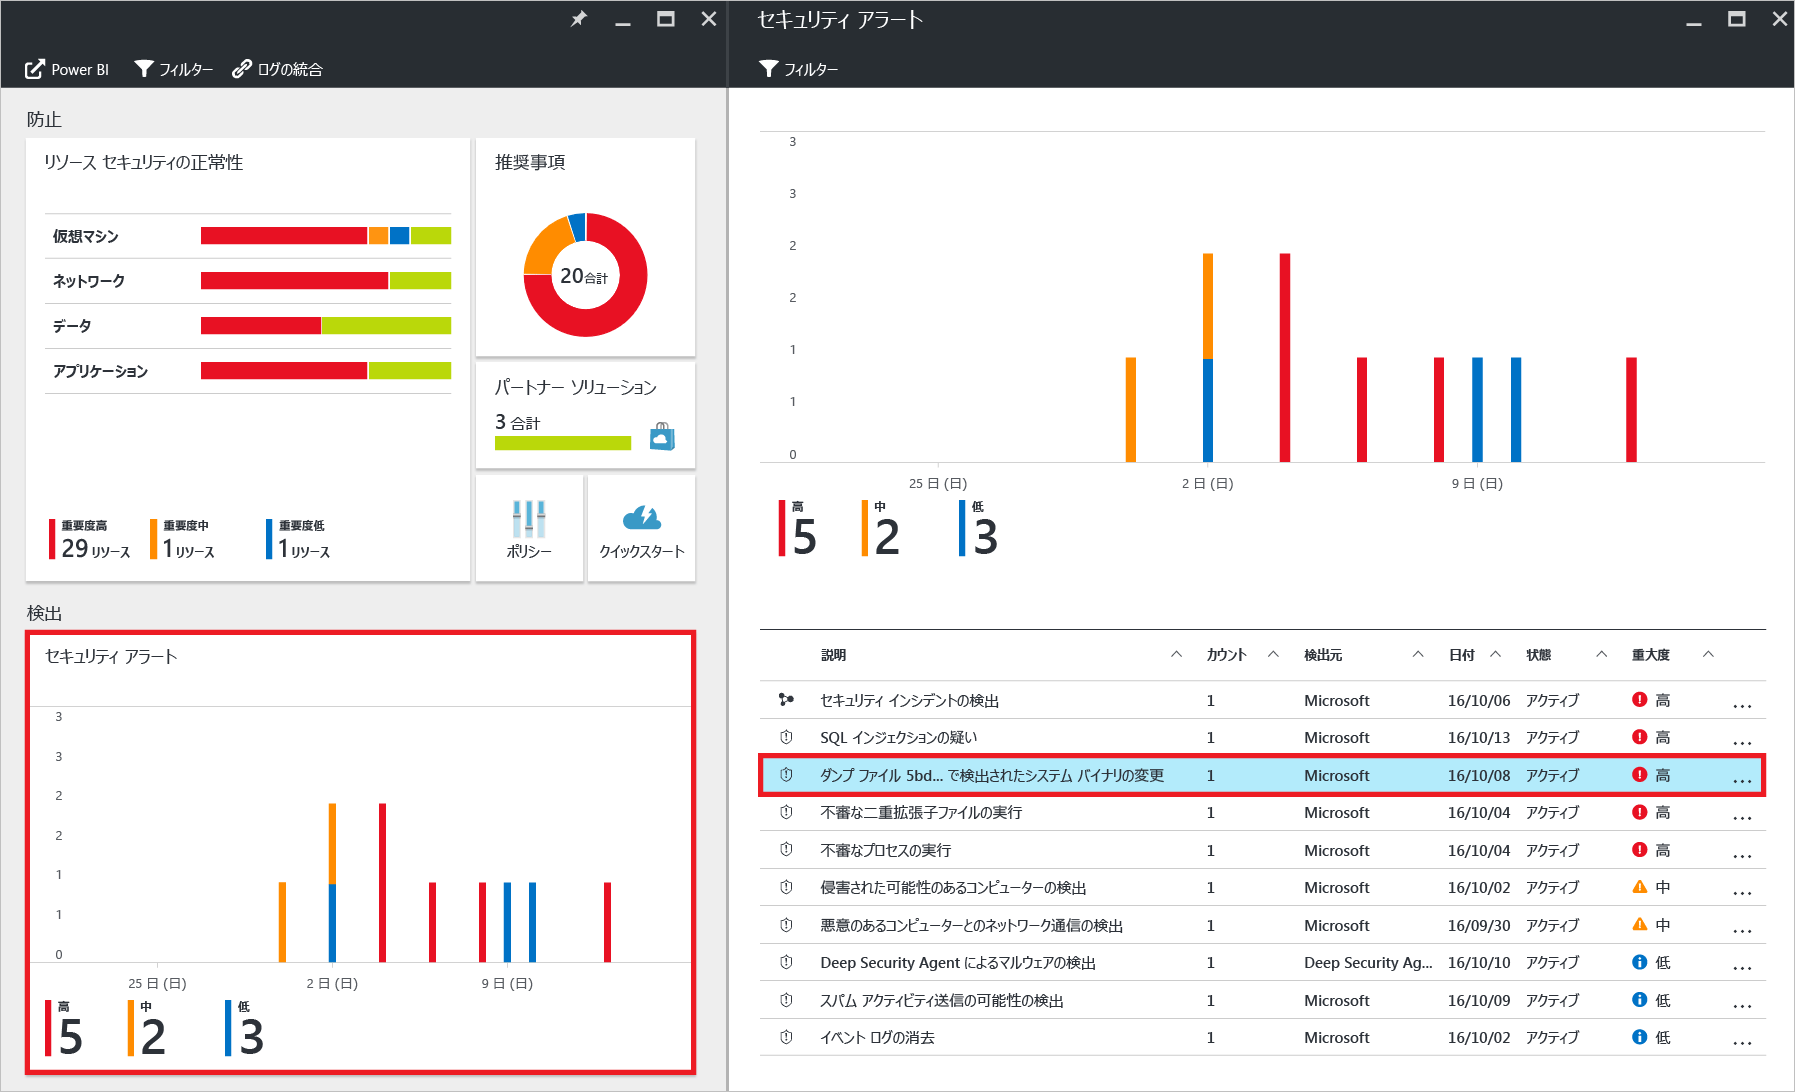 Power BI
フィルター
ログの統合
防止
リソース セキュリティの正常性
仮想マシン
ネットワーク
データ
アプリケーション
重要度高
29 リソース
重要度中
1 リソース
重要度低
1 リソース
推奨事項
20 合計
パートナー ソリューション
3 合計
ポリシー
クイックスタート
検出
セキュリティ アラート
3
3
2
2
1
1
0
25 日 (日)
2 日 (日)
9 日 (日)
高
5
中
2
低
3
セキュリティ アラート
フィルター
3
3
2
2
1
1
0
25 日 (日)
2 日 (日)
9 日 (日)
高
5
中
2
低
3
説明 カウント 検出元 日付 状態 重大度
セキュリティ インシデントの検出 1 Microsoft 16/10/06 アクティブ 高 ...
SQL インジェクションの疑い 1 Microsoft 16/10/13 アクティブ 高 ...
ダンプ ファイル 5bd... で検出されたシステム バイナリの変更 1 Microsoft 16/10/08 アクティブ 高 ...
不審な二重拡張子ファイルの実行 1 Microsoft 16/10/04 アクティブ 高 ...
不審なプロセスの実行 1 Microsoft 16/10/04 アクティブ 高 ...
侵害された可能性のあるコンピューターの検出 1 Microsoft 16/10/02 アクティブ 中 ...
悪意のあるコンピューターとのネットワーク通信の検出 1 Microsoft 16/09/30 アクティブ 中 ...
Deep Security Agent によるマルウェアの検出 1 Deep Security Ag... 16/10/10 アクティブ 低 ...
スパム アクティビティ送信の可能性の検出 1 Microsoft 16/10/09 アクティブ 低 ...
イベント ログの消去 1 Microsoft 16/10/02 アクティブ 低 ...